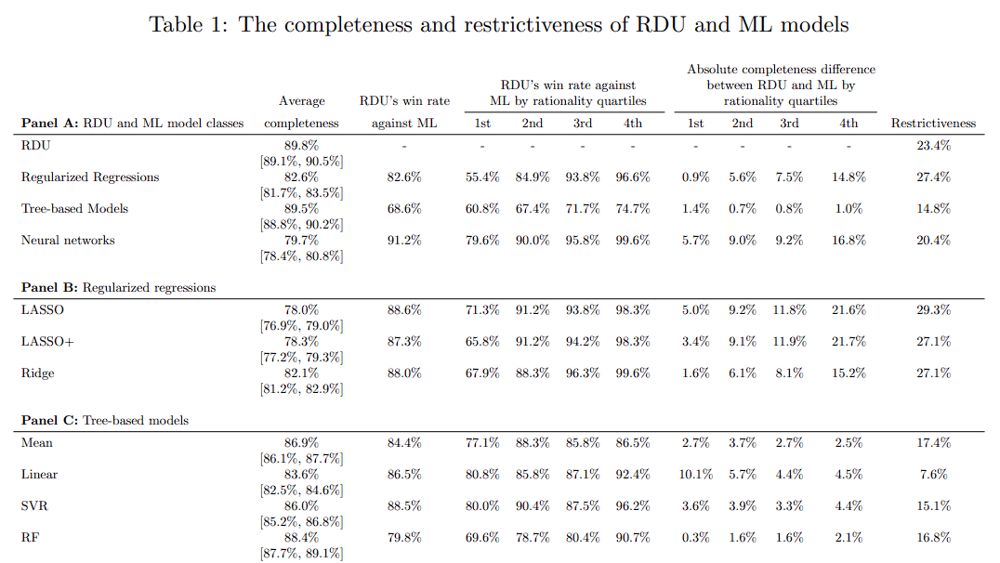 Table 1: The completeness and restrictiveness of RDU and ML models
Absolute completeness difference
RDU's win rate against between RDU and ML by
Average RDU's win rate ML by rationality quartiles rationality quartiles
Panel A: RDU and ML model classes completeness against ML 1st 2nd 3rd 4th 1st 2nd 3rd 4th Restrictiveness
RDU 89.8% - - - - - - - - - 23.4%
[89.1%, 90.5%]
Regularized Regressions 82.6% 82.6% 55.4% 84.9% 93.8% 96.6% 0.9% 5.6% 7.5% 14.8% 27.4%
[81.7%, 83.5%]
Tree-based Models 89.5% 68.6% 60.8% 67.4% 71.7% 74.7% 1.4% 0.7% 0.8% 1.0% 14.8%
[88.8%, 90.2%]
Neural networks 79.7% 91.2% 79.6% 90.0% 95.8% 99.6% 5.7% 9.0% 9.2% 16.8% 20.4%
[78.4%, 80.8%]
Panel B: Regularized regressions
LASSO 78.0% 88.6% 71.3% 91.2% 93.8% 98.3% 5.0% 9.2% 11.8% 21.6% 29.3%
[76.9%, 79.0%]
LASSO+ 78.3% 87.3% 65.8% 91.2% 94.2% 98.3% 3.4% 9.1% 11.9% 21.7% 27.1%
[77.2%, 79.3%]
Ridge 82.1% 88.0% 67.9% 88.3% 96.3% 99.6% 1.6% 6.1% 8.1% 15.2% 27.1%
[81.2%, 82.9%]
Panel C: Tree-based models
Mean 86.9% 84.4% 77.1% 88.3% 85.8% 86.5% 2.7% 3.7% 2.7% 2.5% 17.4%
[86.1%, 87.7%]
Linear 83.6% 86.5% 80.8% 85.8% 87.1% 92.4% 10.1% 5.7% 4.4% 4.5% 7.6%
[82.5%, 84.6%]
SVR 86.0% 88.5% 80.0% 90.4% 87.5% 96.2% 3.6% 3.9% 3.3% 4.4% 15.1%
[85.2%, 86.8%]
RF 88.4% 79.8% 69.6% 78.7% 80.4% 90.7% 0.3% 1.6% 1.6% 2.1% 16.8%
[87.7%, 89.1%]